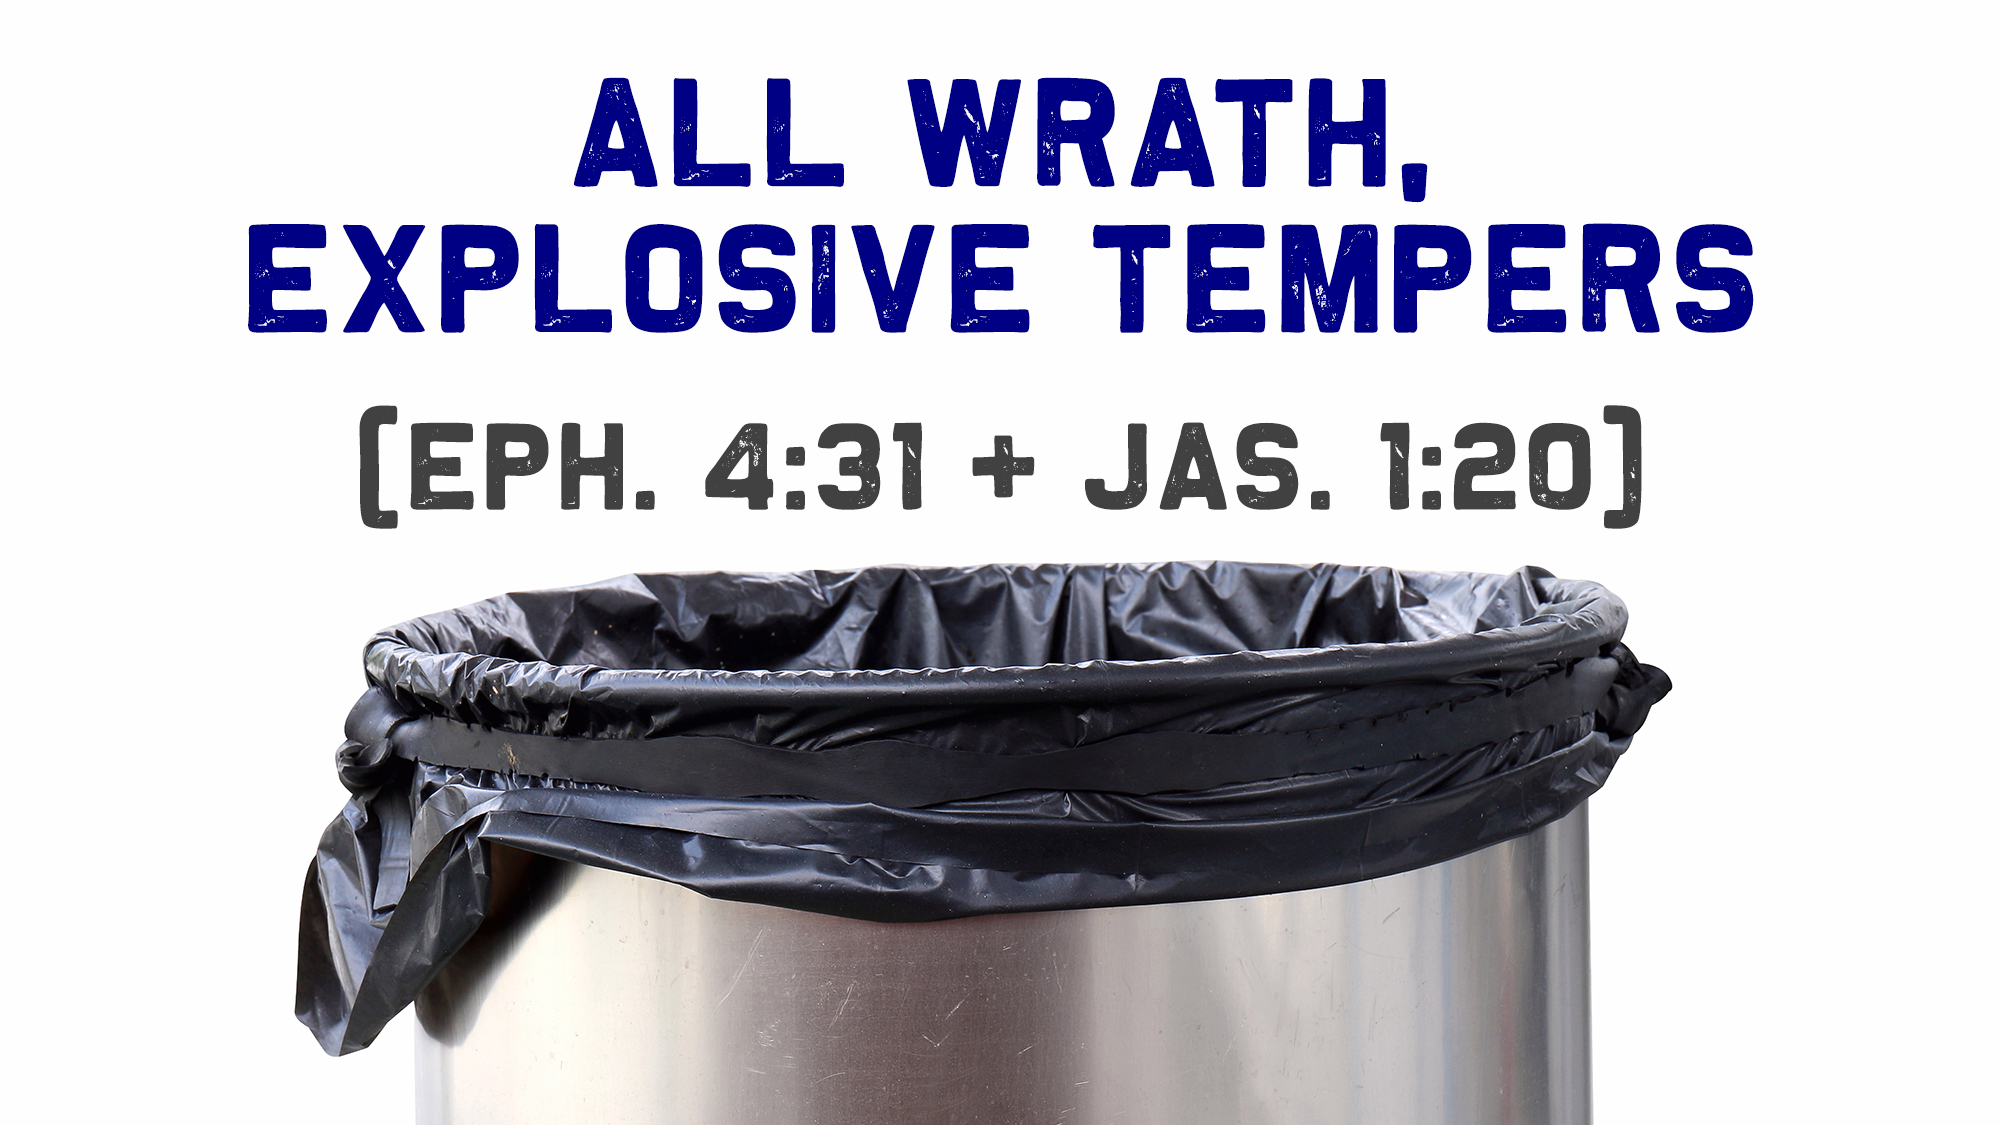 ALL WRATH,
EXPLOSIVE TEMPERS
[EPH. 4:31 + JAS. 1:20]